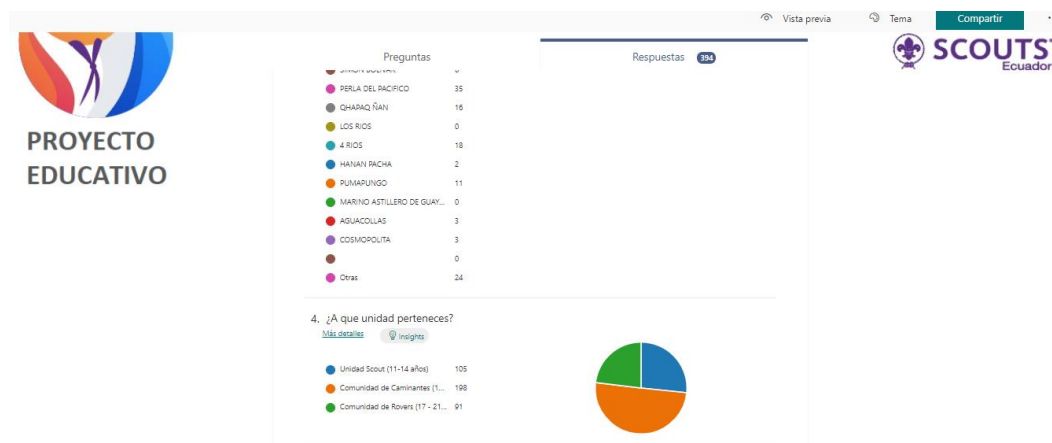 Vista previa
Tema
Compartir
Preguntas
Respuestas 394
SCOUTS
Ecuador
PROYECTO
EDUCATIVO
PERLA DEL PACIFICO 35
QHAPAQ ÑAN 16
LOS RIOS 0
4 RIOS 18
HANAN PACHA 2
PUMAPUNGO 11
MARINO ASTILLERO DE GUAY... 0
AGUACOLLAS 3
COSMOPOLITA 3
0
Otras 24
4. ¿A que unidad perteneces?
Más detalles
Insights
Unidad Scout (11-14 años) 105
Comunidad de Caminantes (1... 198
Comunidad de Rovers (17 - 21... 91